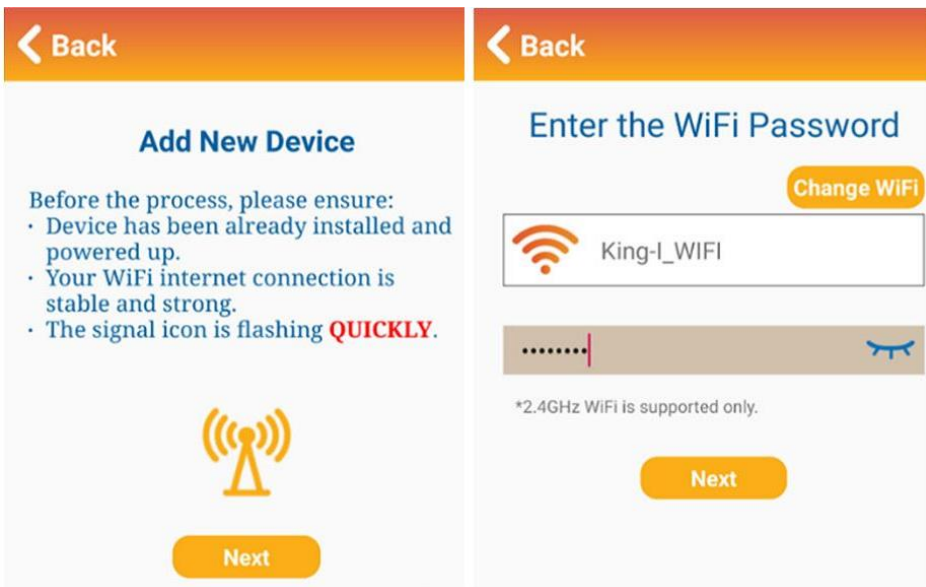 Back
Add New Device
Before the process, please ensure:
· Device has been already installed and
powered up.
· Your WiFi internet connection is
stable and strong.
· The signal icon is flashing QUICKLY.
Next
Back
Enter the WiFi Password
Change WiFi
King-I_WIFI
••••••••
*2.4GHz WiFi is supported only.
Next